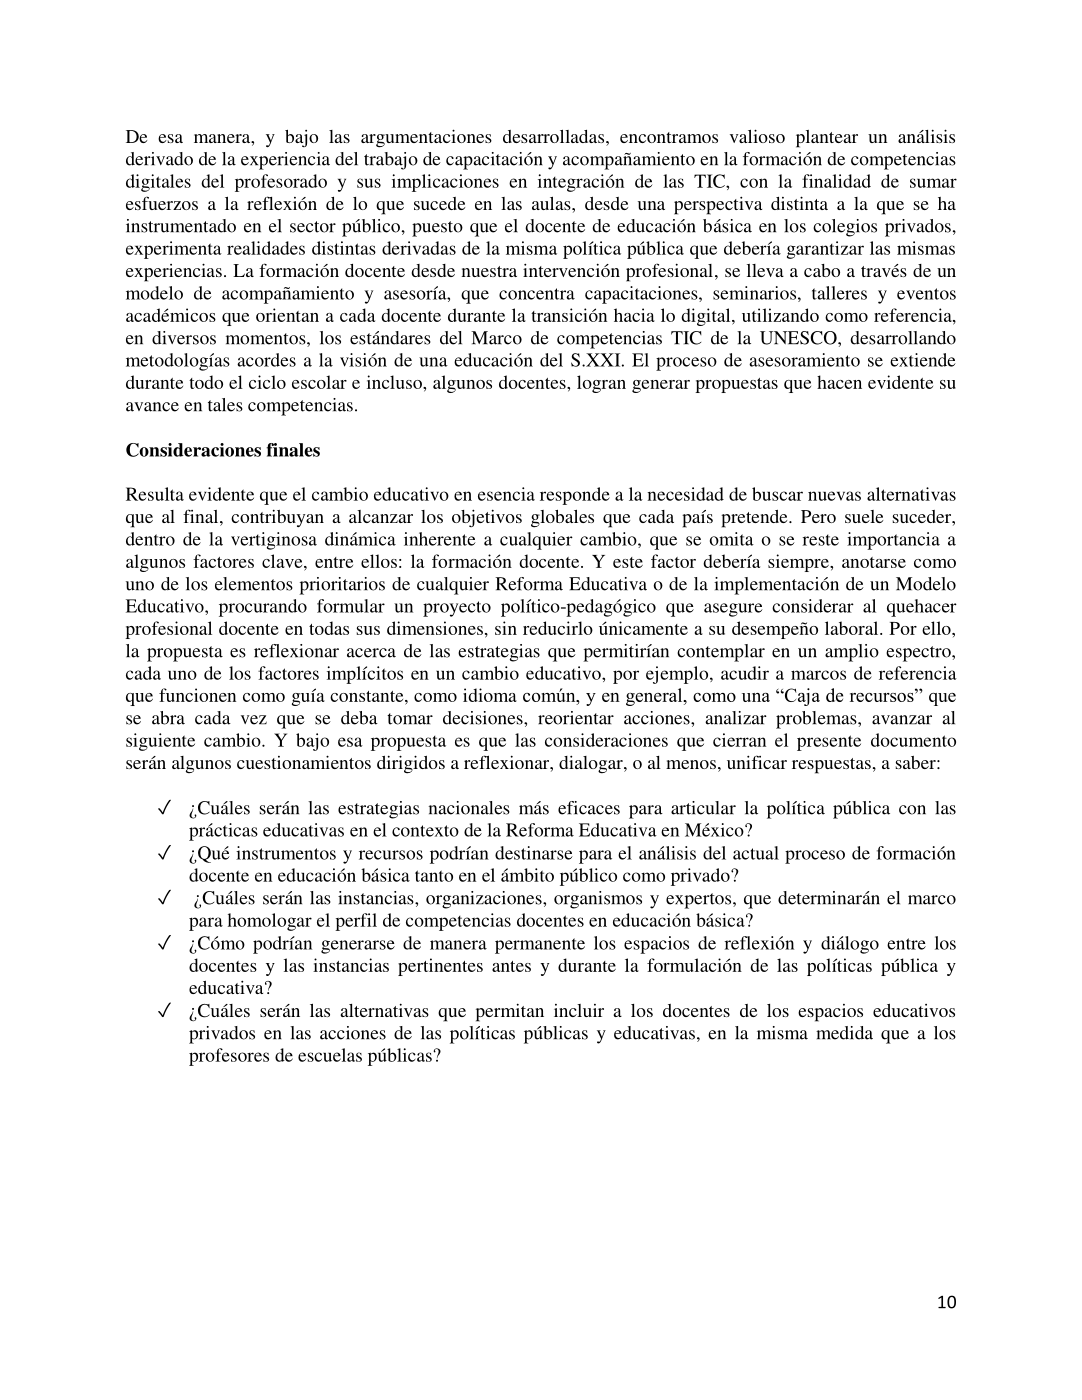 De esa manera, y bajo las argumentaciones desarrolladas, encontramos valioso plantear un análisis
derivado de la experiencia del trabajo de capacitación y acompañamiento en la formación de competencias
digitales del profesorado y sus implicaciones en integración de las TIC, con la finalidad de sumar
esfuerzos a la reflexión de lo que sucede en las aulas, desde una perspectiva distinta a la que se ha
instrumentado en el sector público, puesto que el docente de educación básica en los colegios privados,
experimenta realidades distintas derivadas de la misma política pública que debería garantizar las mismas
experiencias. La formación docente desde nuestra intervención profesional, se lleva a cabo a través de un
modelo de acompañamiento y asesoría, que concentra capacitaciones, seminarios, talleres y eventos
académicos que orientan a cada docente durante la transición hacia lo digital, utilizando como referencia,
en diversos momentos, los estándares del Marco de competencias TIC de la UNESCO, desarrollando
metodologías acordes a la visión de una educación del S.XXI. El proceso de asesoramiento se extiende
durante todo el ciclo escolar e incluso, algunos docentes, logran generar propuestas que hacen evidente su
avance en tales competencias.
Consideraciones finales
Resulta evidente que el cambio educativo en esencia responde a la necesidad de buscar nuevas alternativas
que al final, contribuyan a alcanzar los objetivos globales que cada país pretende. Pero suele suceder,
dentro de la vertiginosa dinámica inherente a cualquier cambio, que se omita o se reste importancia a
algunos factores clave, entre ellos: la formación docente. Y este factor debería siempre, anotarse como
uno de los elementos prioritarios de cualquier Reforma Educativa o de la implementación de un Modelo
Educativo, procurando formular un proyecto político-pedagógico que asegure considerar al quehacer
profesional docente en todas sus dimensiones, sin reducirlo únicamente a su desempeño laboral. Por ello,
la propuesta es reflexionar acerca de las estrategias que permitirían contemplar en un amplio espectro,
cada uno de los factores implícitos en un cambio educativo, por ejemplo, acudir a marcos de referencia
que funcionen como guía constante, como idioma común, y en general, como una “Caja de recursos” que
se abra cada vez que se deba tomar decisiones, reorientar acciones, analizar problemas, avanzar al
siguiente cambio. Y bajo esa propuesta es que las consideraciones que cierran el presente documento
serán algunos cuestionamientos dirigidos a reflexionar, dialogar, o al menos, unificar respuestas, a saber:
✓ ¿Cuáles serán las estrategias nacionales más eficaces para articular la política pública con las
prácticas educativas en el contexto de la Reforma Educativa en México?
✓ ¿Qué instrumentos y recursos podrían destinarse para el análisis del actual proceso de formación
docente en educación básica tanto en el ámbito público como privado?
✓ ¿Cuáles serán las instancias, organizaciones, organismos y expertos, que determinarán el marco
para homologar el perfil de competencias docentes en educación básica?
✓ ¿Cómo podrían generarse de manera permanente los espacios de reflexión y diálogo entre los
docentes y las instancias pertinentes antes y durante la formulación de las políticas pública y
educativa?
✓ ¿Cuáles serán las alternativas que permitan incluir a los docentes de los espacios educativos
privados en las acciones de las políticas públicas y educativas, en la misma medida que a los
profesores de escuelas públicas?
10